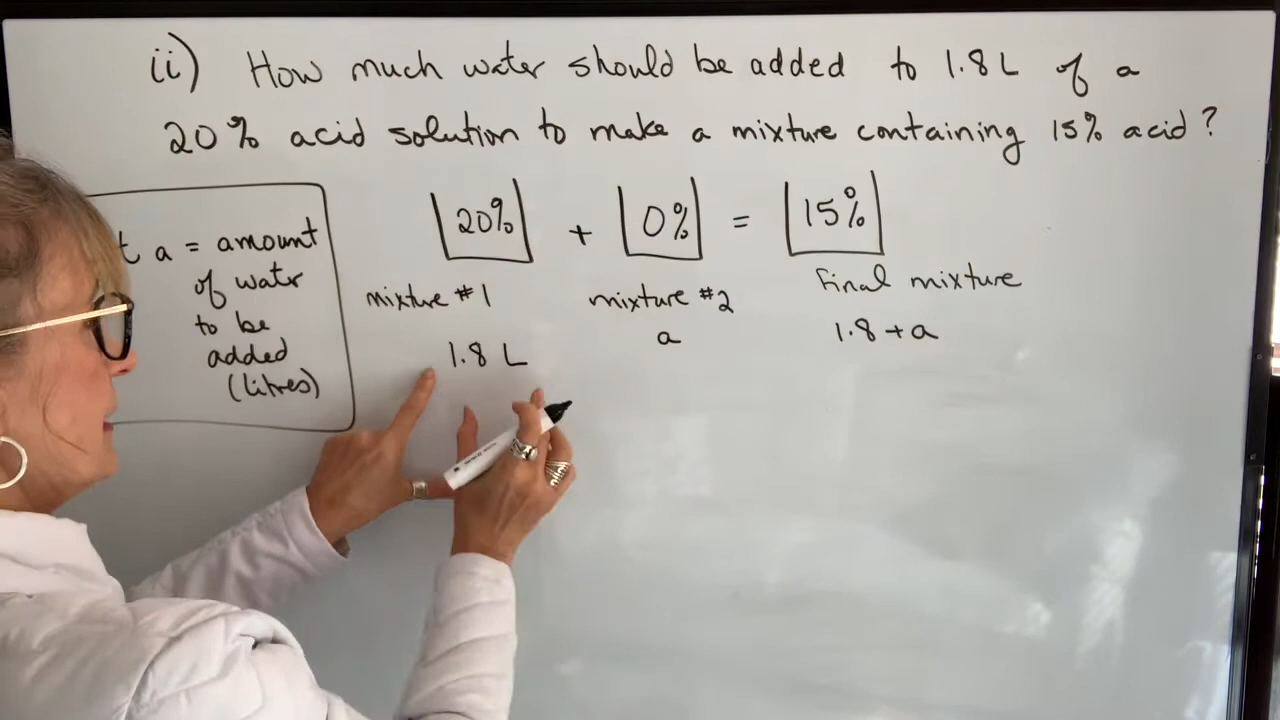 ii) How much water should be added to 1.8 L of a
20% acid solution to make a mixture containing 15% acid?
t a = amount
of water
to be
added
(litres)
20% + 0% = 15%
mixture #1 mixture #2 Final mixture
1.8 L a 1.8 + a